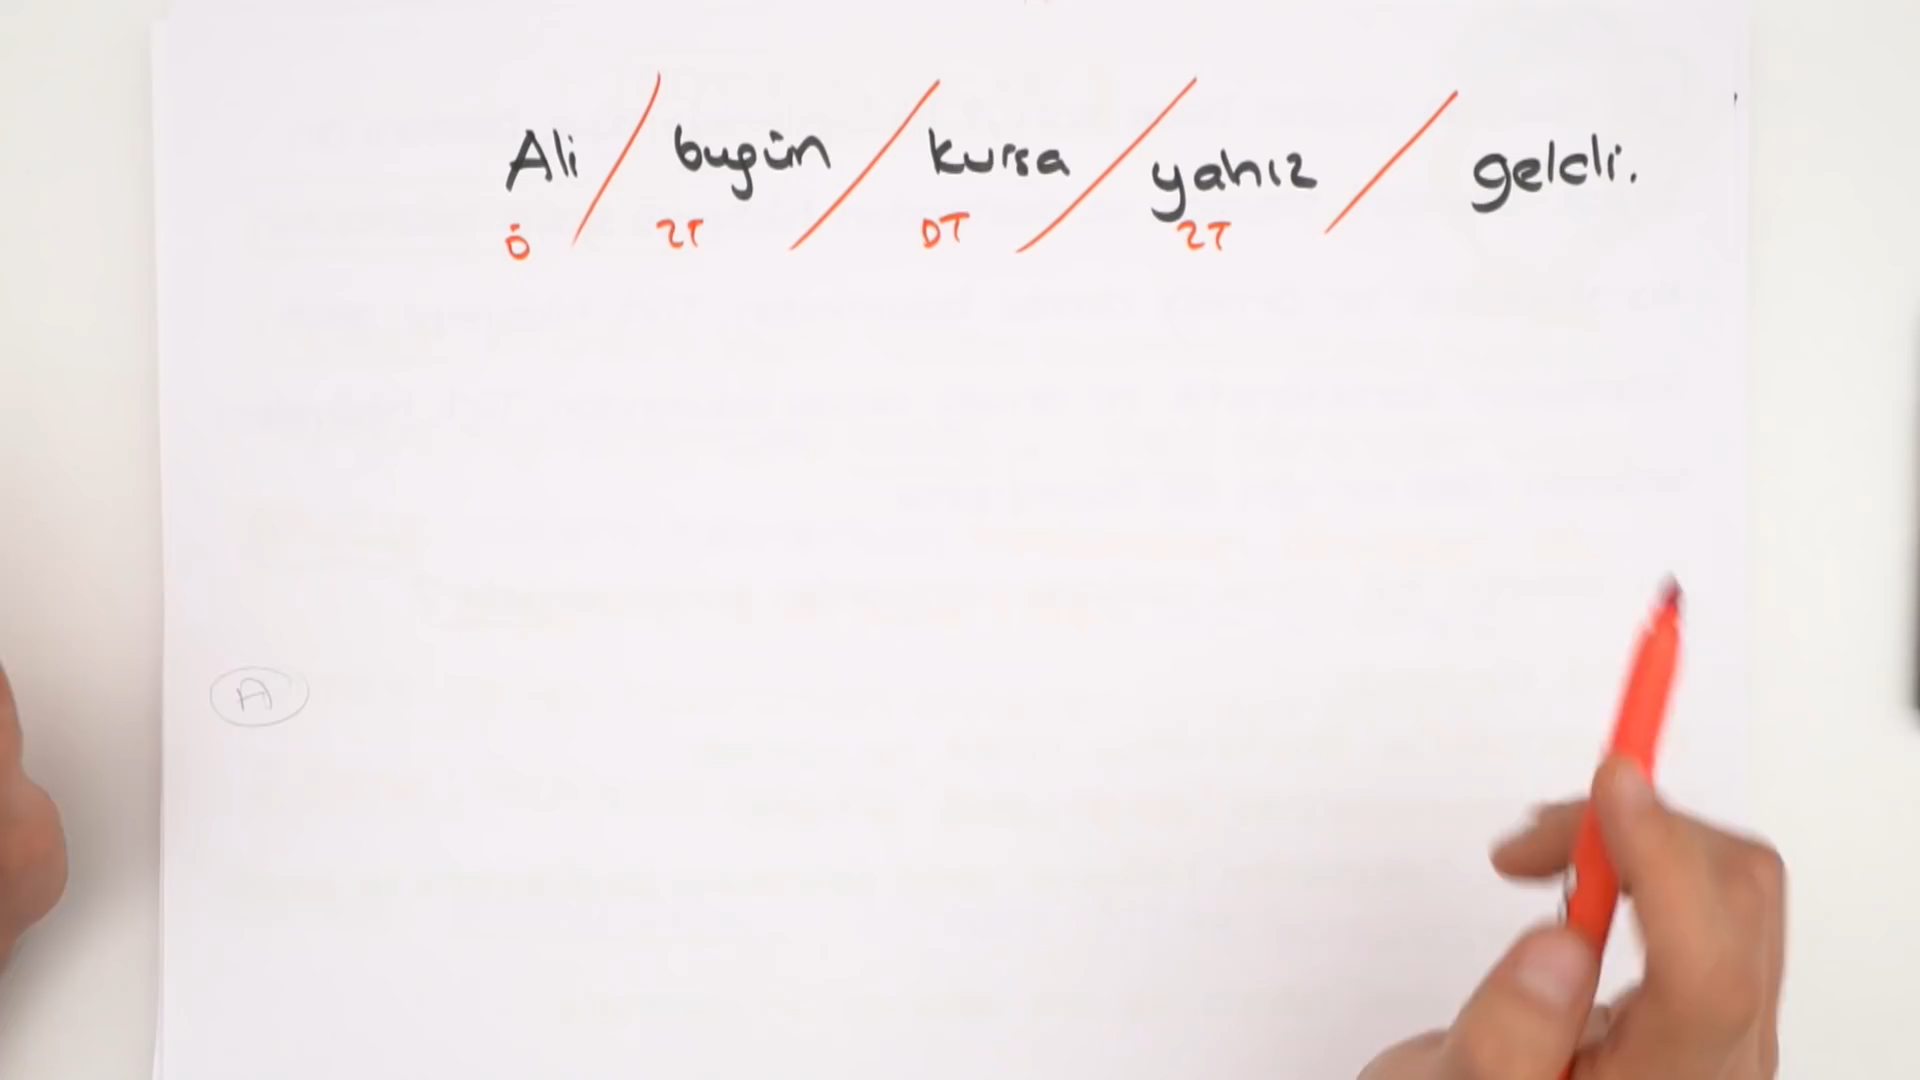 Ali / bugün / kursa / yalnız / geldi.
Ö ZT DT ZT
A